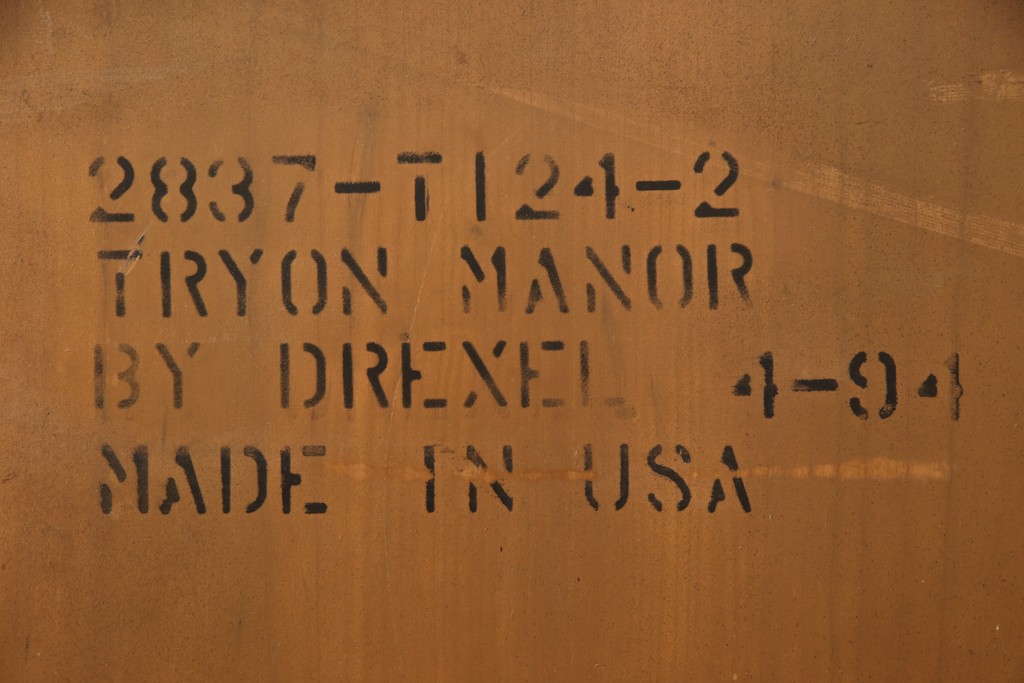 2837-T124-2
TRYON MANOR
BY DREXEL 4-94
MADE IN USA